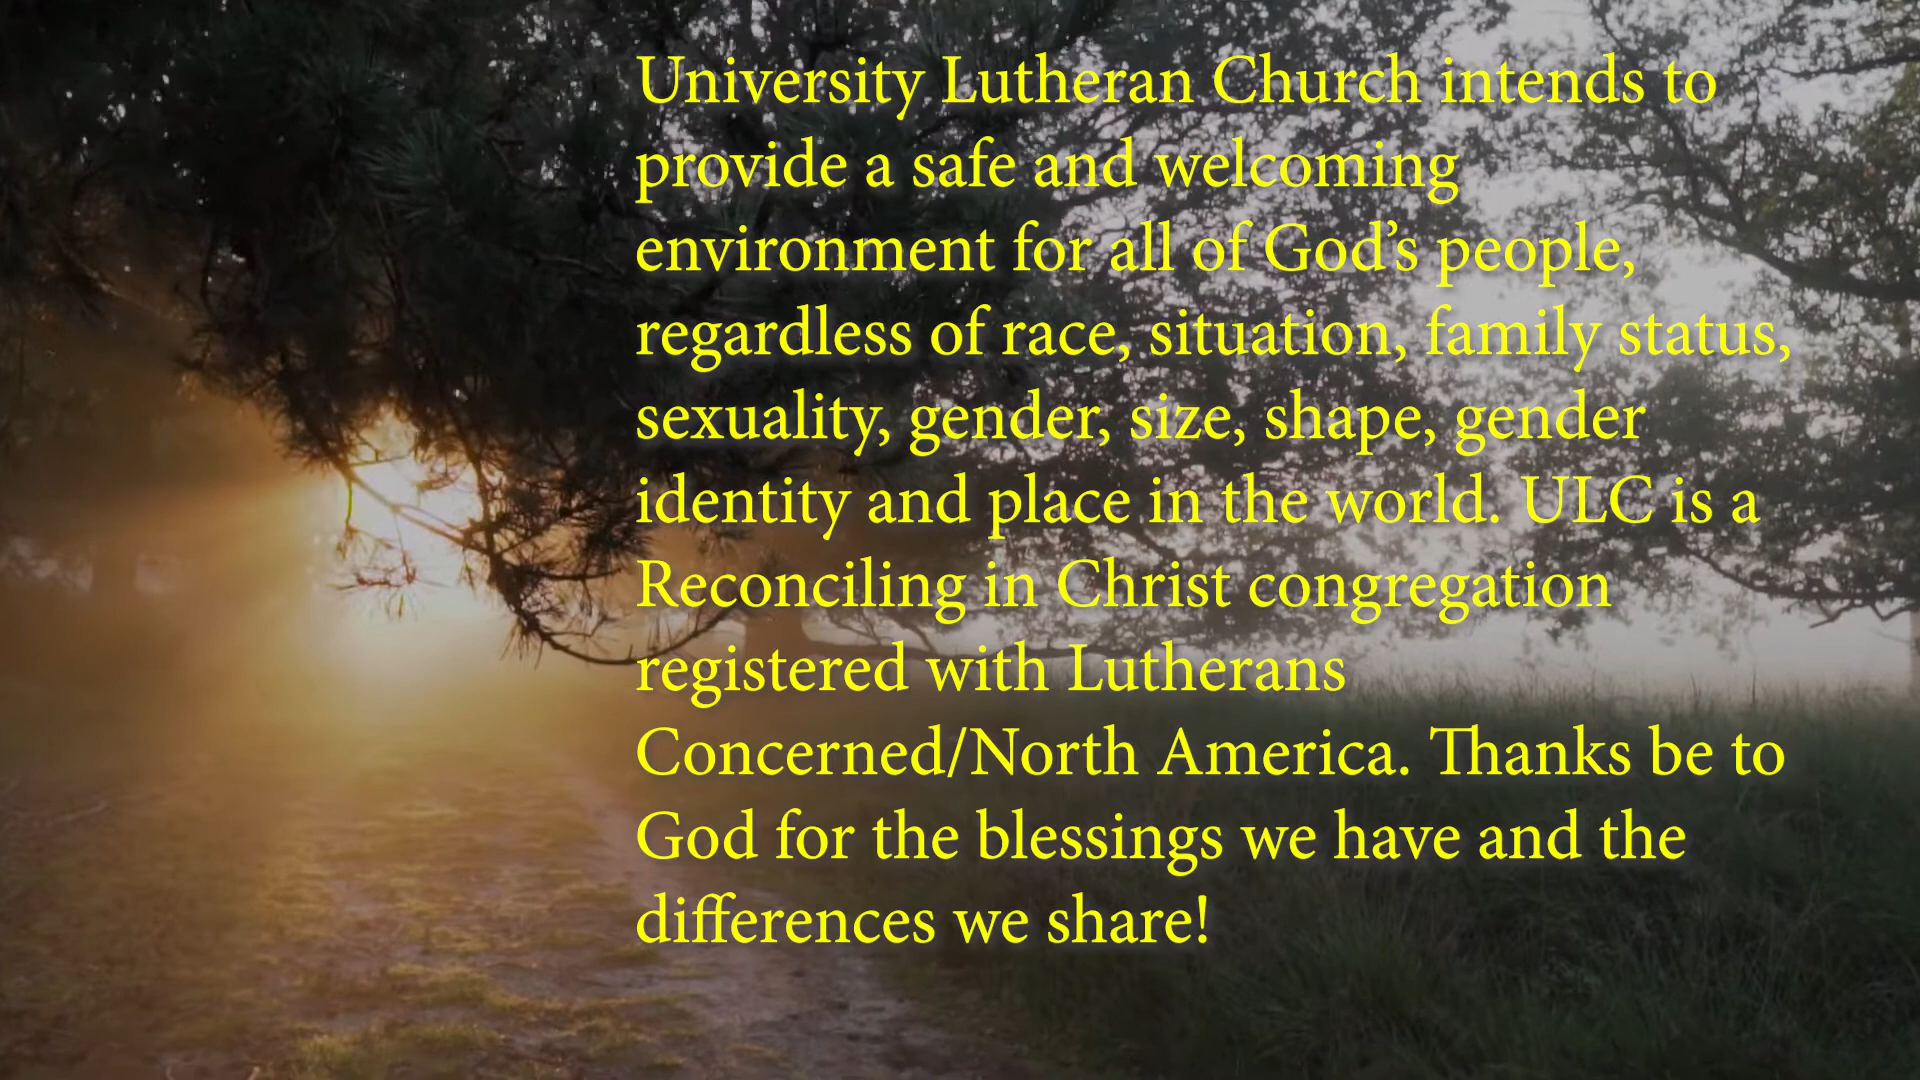 University Lutheran Church intends to
provide a safe and welcoming
environment for all of God’s people,
regardless of race, situation, family status,
sexuality, gender, size, shape, gender
identity and place in the world. ULC is a
Reconciling in Christ congregation
registered with Lutherans
Concerned/North America. Thanks be to
God for the blessings we have and the
differences we share!